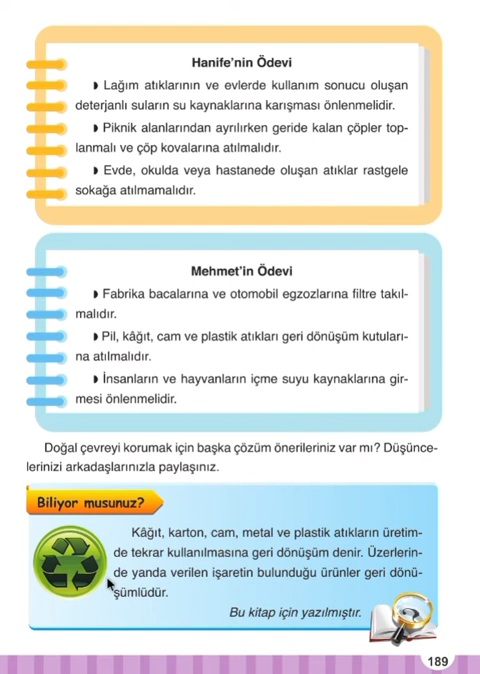 Hanife'nin Ödevi
◗ Lağım atıklarının ve evlerde kullanım sonucu oluşan
deterjanlı suların su kaynaklarına karışması önlenmelidir.
◗ Piknik alanlarından ayrılırken geride kalan çöpler top-
lanmalı ve çöp kovalarına atılmalıdır.
◗ Evde, okulda veya hastanede oluşan atıklar rastgele
sokağa atılmamalıdır.
Mehmet'in Ödevi
◗ Fabrika bacalarına ve otomobil egzozlarına filtre takıl-
malıdır.
◗ Pil, kâğıt, cam ve plastik atıkları geri dönüşüm kutuları-
na atılmalıdır.
◗ İnsanların ve hayvanların içme suyu kaynaklarına gir-
mesi önlenmelidir.
Doğal çevreyi korumak için başka çözüm önerileriniz var mı? Düşünce-
lerinizi arkadaşlarınızla paylaşınız.
Biliyor musunuz?
Kâğıt, karton, cam, metal ve plastik atıkların üretim-
de tekrar kullanılmasına geri dönüşüm denir. Üzerlerin-
de yanda verilen işaretin bulunduğu ürünler geri dönü-
şümlüdür.
Bu kitap için yazılmıştır.
189